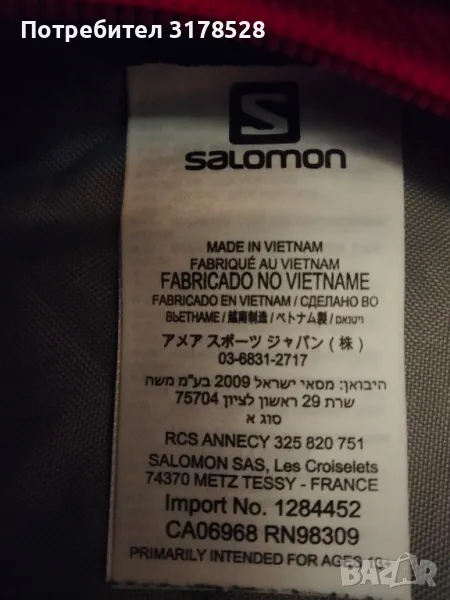 Потребител 3178528
S
salomon
MADE IN VIETNAM
FABRIQUÉ AU VIETNAM
FABRICADO NO VIETNAME
FABRICADO EN VIETNAM / СДЕЛАНО ВО
ВЬЕТНАМЕ / 越南制造 / ベトナム製 / ויטנאם
アメア スポーツ ジャパン (株)
03-6831-2717
היבואן: מסאי ישראל 2009 בע"מ משה
שרת 29 ראשון לציון 75704
סוג א
RCS ANNECY 325 820 751
SALOMON SAS, Les Croiselets
74370 METZ TESSY - FRANCE
Import No. 1284452
CA06968 RN98309
PRIMARILY INTENDED FOR AGES
BAZAR